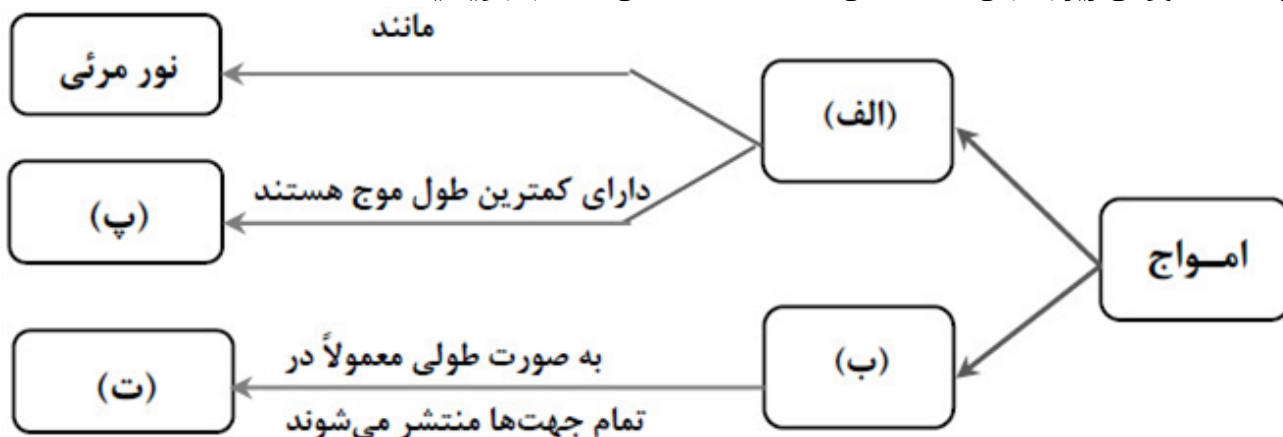 امــواج
(الف)
مانند
نور مرئی
دارای کمترین طول موج هستند
(پ)
(ب)
به صورت طولی معمولاً در
تمام جهت‌ها منتشر می‌شوند
(ت)